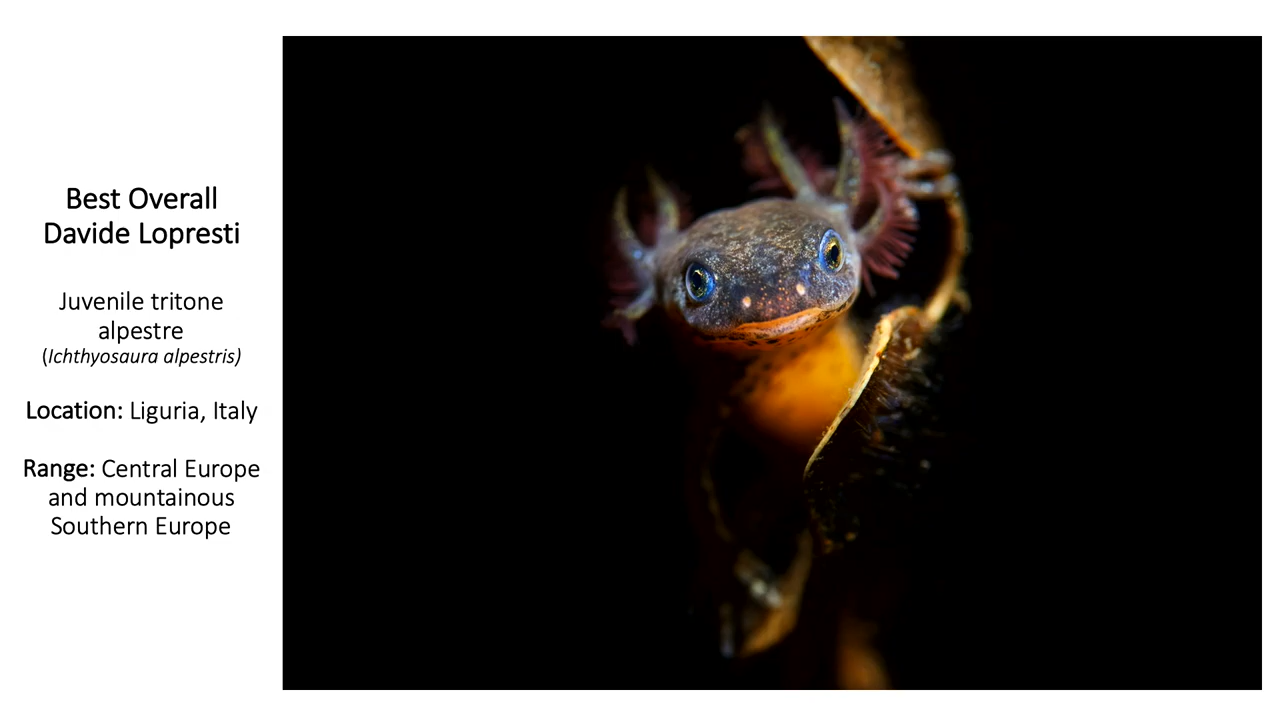 Best Overall
Davide Lopresti
Juvenile tritone
alpestre
(Ichthyosaura alpestris)
Location: Liguria, Italy
Range: Central Europe
and mountainous
Southern Europe